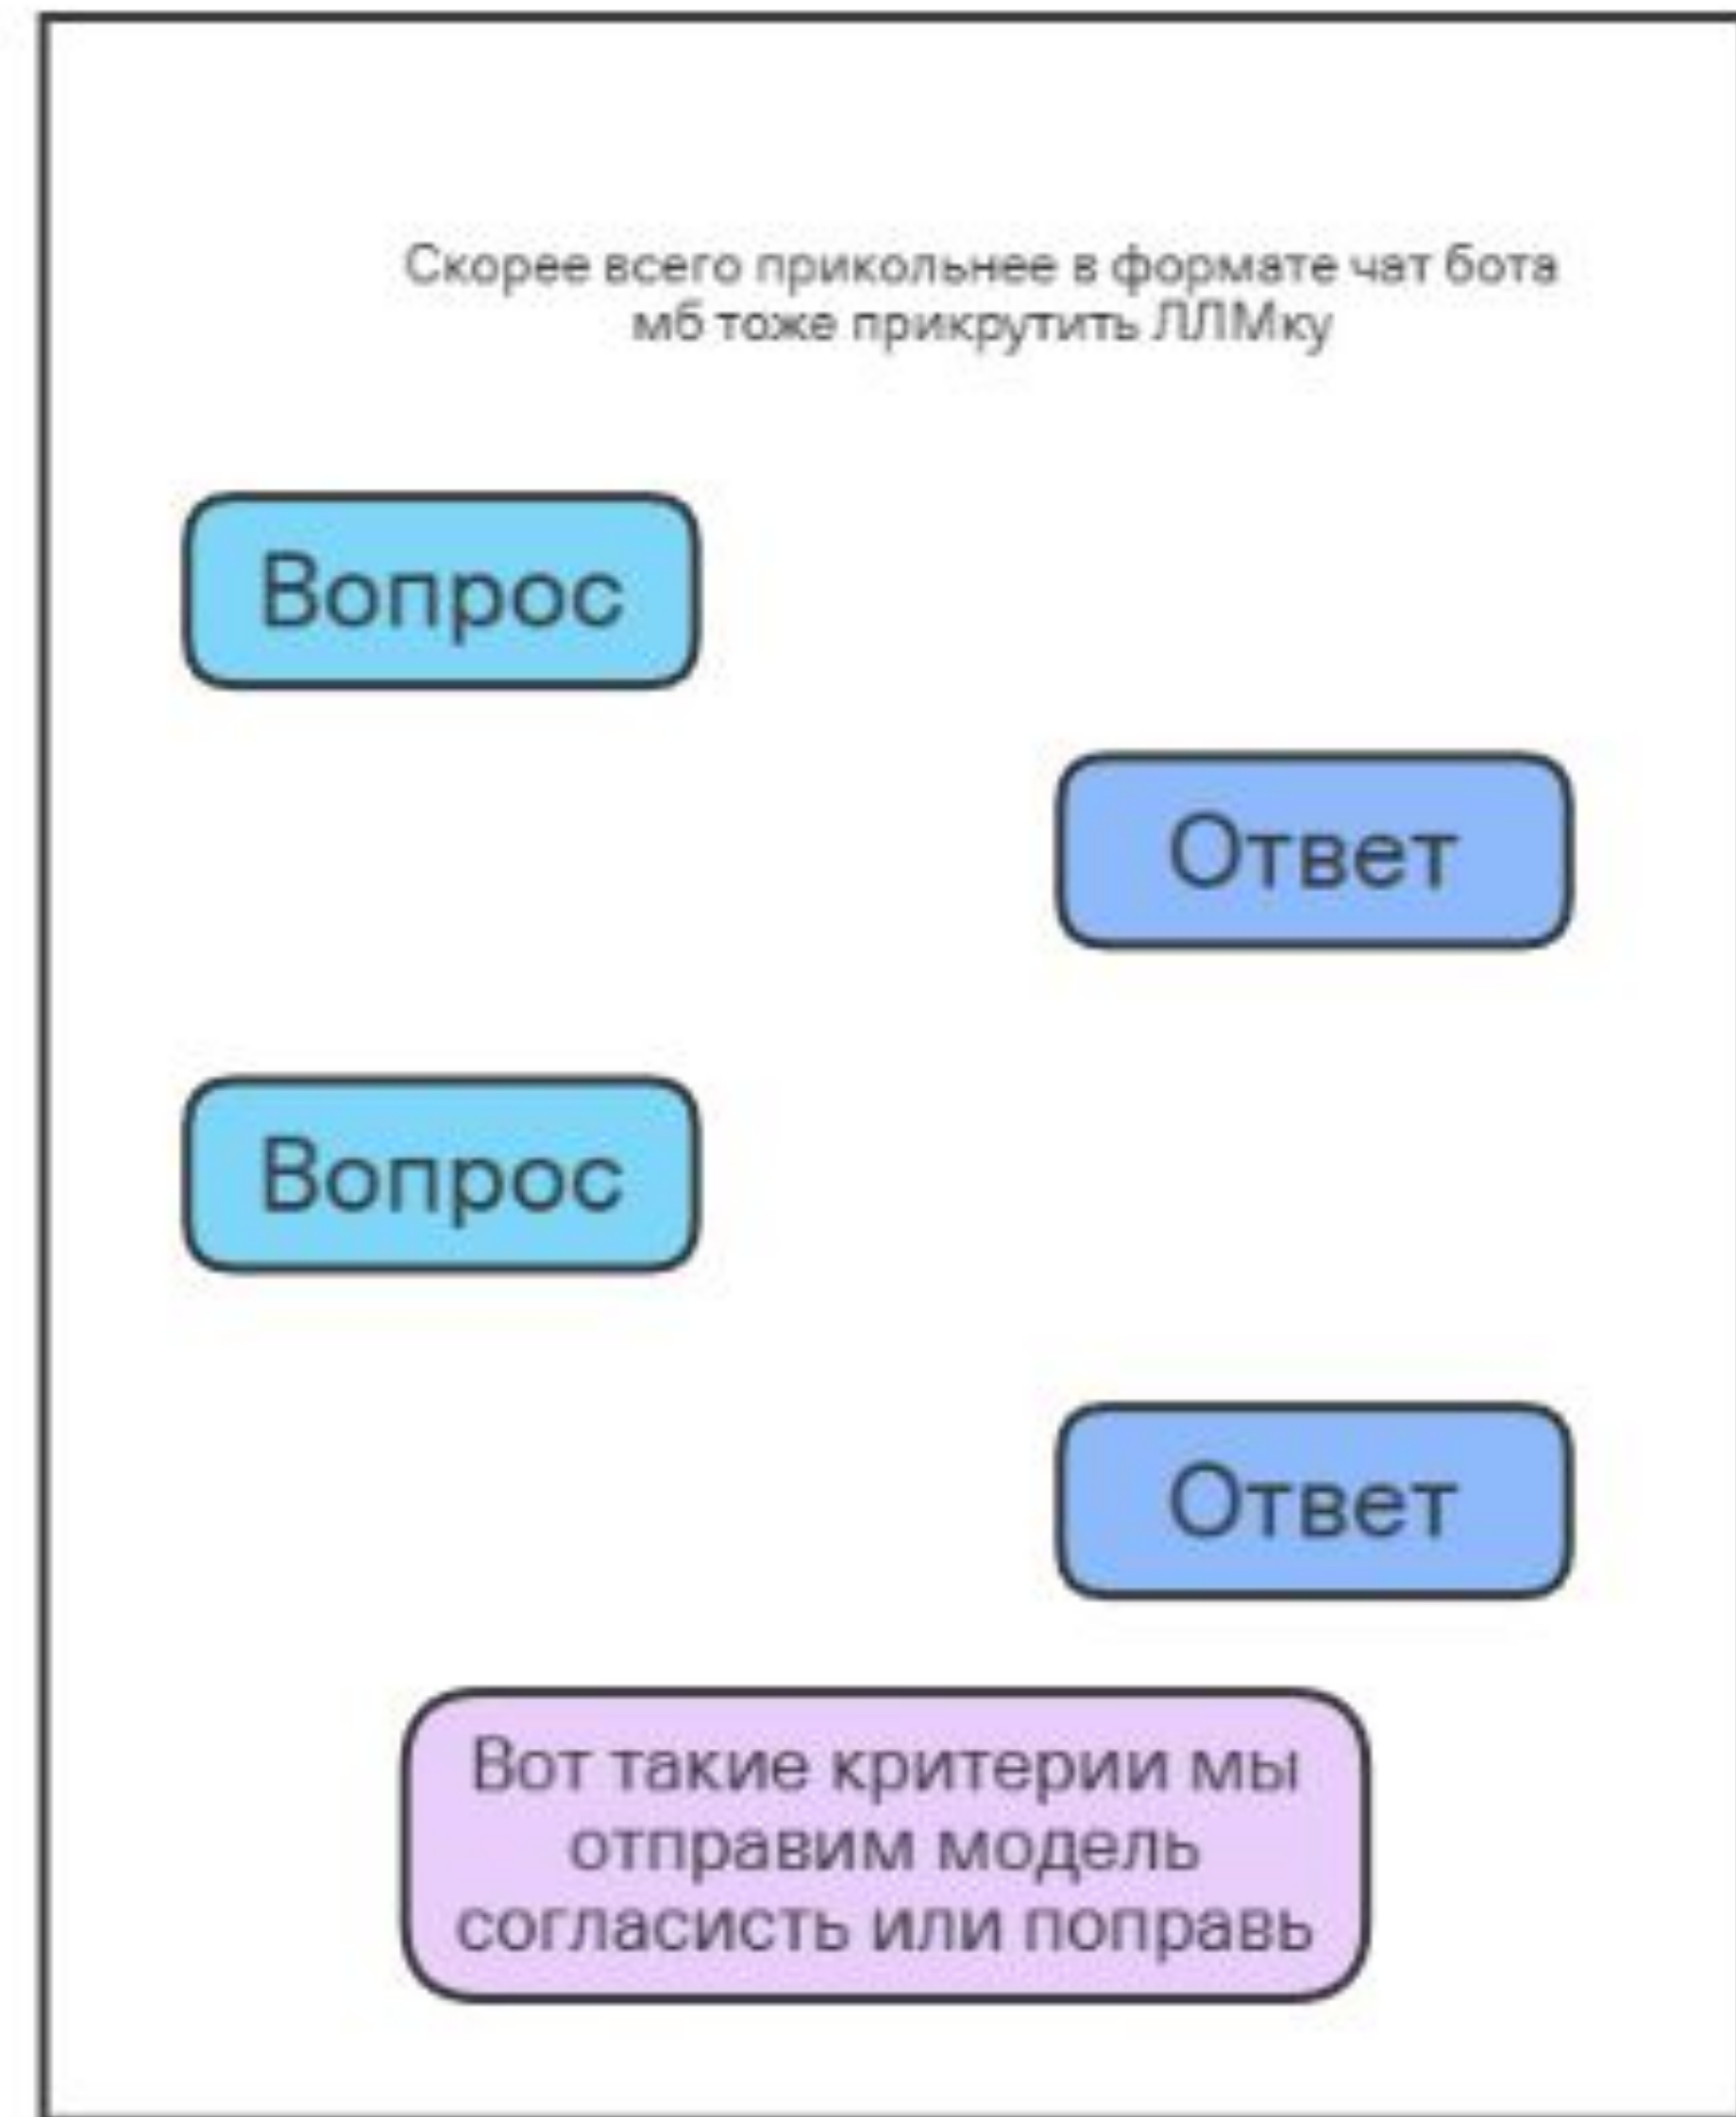 Скорее всего прикольнее в формате чат бота
мб тоже прикрутить ЛЛМку
Вопрос
Ответ
Вопрос
Ответ
Вот такие критерии мы
отправим модель
согласисть или поправь